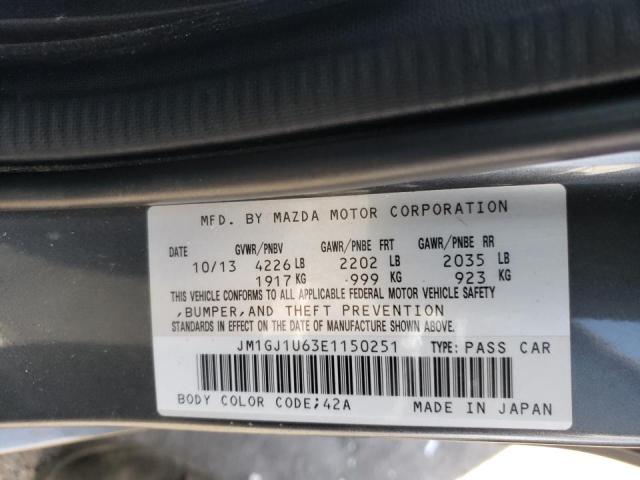 MFD. BY MAZDA MOTOR CORPORATION
DATE GVWR/PNBV GAWR/PNBE FRT GAWR/PNBE RR
10/13 4226 LB 2202 LB 2035 LB
1917 KG 999 KG 923 KG
THIS VEHICLE CONFORMS TO ALL APPLICABLE FEDERAL MOTOR VEHICLE SAFETY
,BUMPER,AND THEFT PREVENTION
STANDARDS IN EFFECT ON THE DATE OF MANUFACTURE SHOWN ABOVE.
JM1GJ1U63E1150251 TYPE: PASS CAR
BODY COLOR CODE;42A MADE IN JAPAN